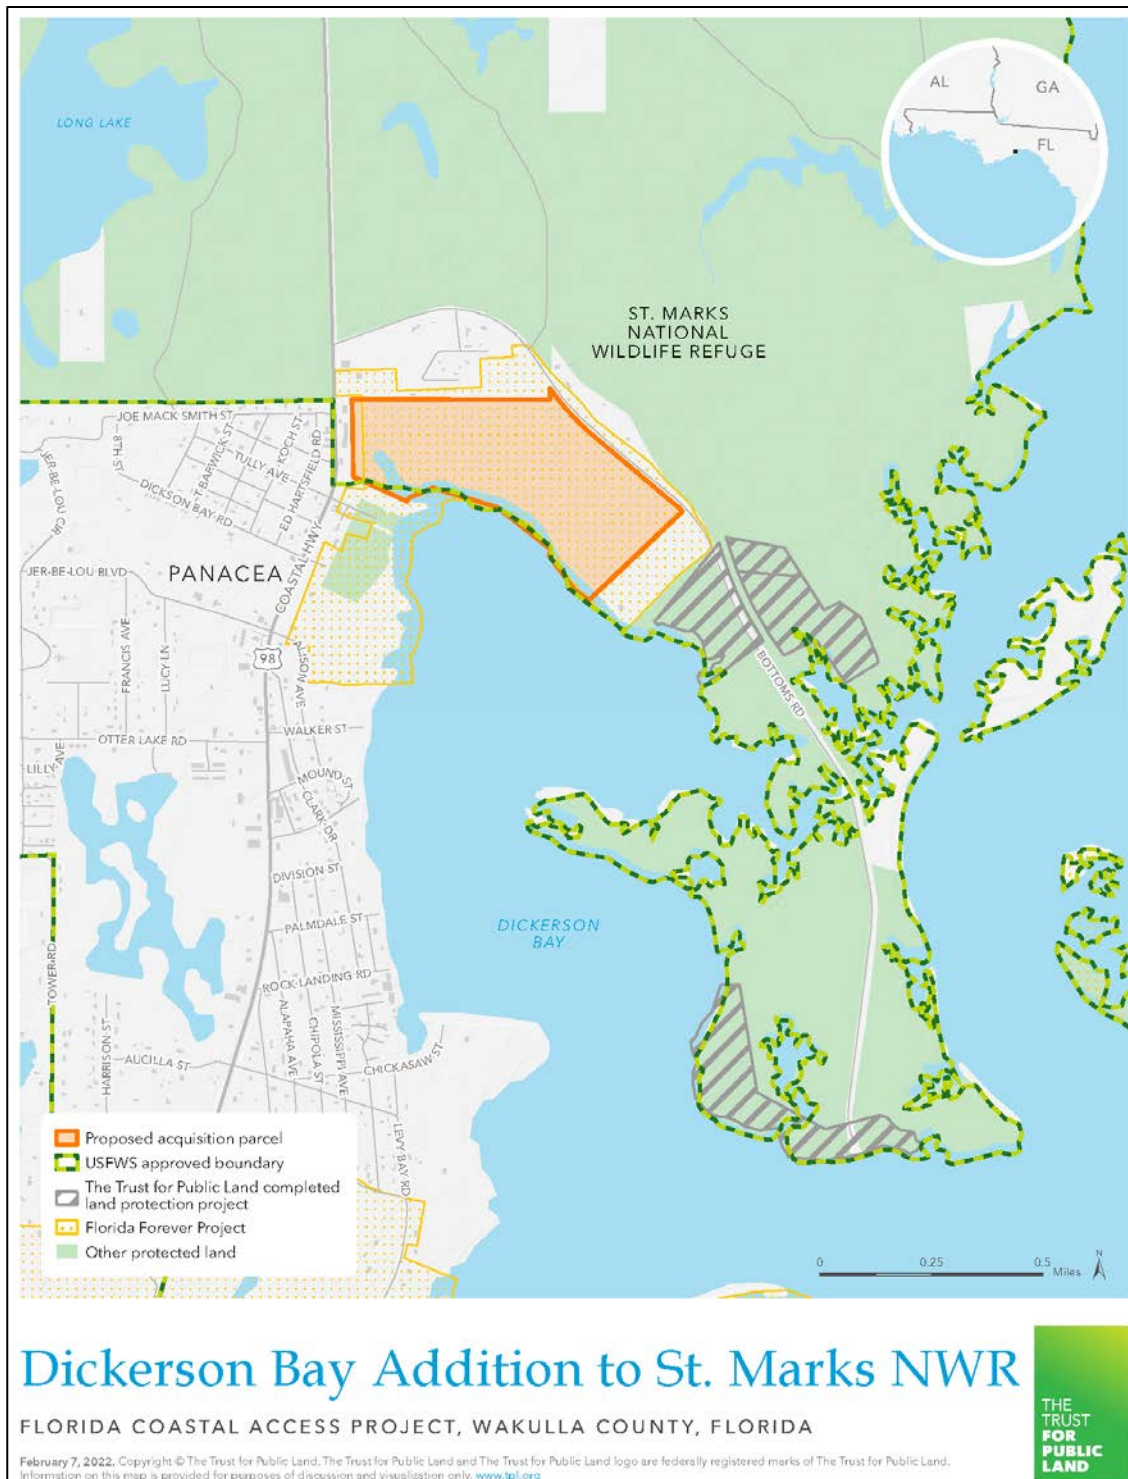 LONG LAKE
AL
GA
FL
ST. MARKS
NATIONAL
WILDLIFE REFUGE
JOE MACK SMITH ST
8TH ST
T BARWICK ST
KOCH ST
TULLY AVE
ED HARTSFIELD RD
JER-BE-LOU CIR
DICKSON BAY RD
COASTAL HWY
JER-BE-LOU BLVD
PANACEA
FRANCIS AVE
LUCY LN
98
ALISON AVE
BOTTOMS RD
WALKER ST
OTTER LAKE RD
LILLY AVE
MOUND ST
CLARK DR
DIVISION ST
PALMDALE ST
DICKERSON
BAY
TOWER RD
ROCK LANDING RD
HARRISON ST
ALAPAHA AVE
CHIPOLA ST
MISSISSIPPI AVE
AUCILLA ST
CHICKASAW ST
LEVY BAY RD
Proposed acquisition parcel
USFWS approved boundary
The Trust for Public Land completed
land protection project
Florida Forever Project
Other protected land
0 0.25 0.5
Miles
N
Dickerson Bay Addition to St. Marks NWR
FLORIDA COASTAL ACCESS PROJECT, WAKULLA COUNTY, FLORIDA
THE
TRUST
FOR
PUBLIC
LAND
February 7, 2022. Copyright © The Trust for Public Land. The Trust for Public Land and The Trust for Public Land logo are federally registered marks of The Trust for Public Land.
Information on this map is provided for purposes of discussion and visualization only. www.tpl.org